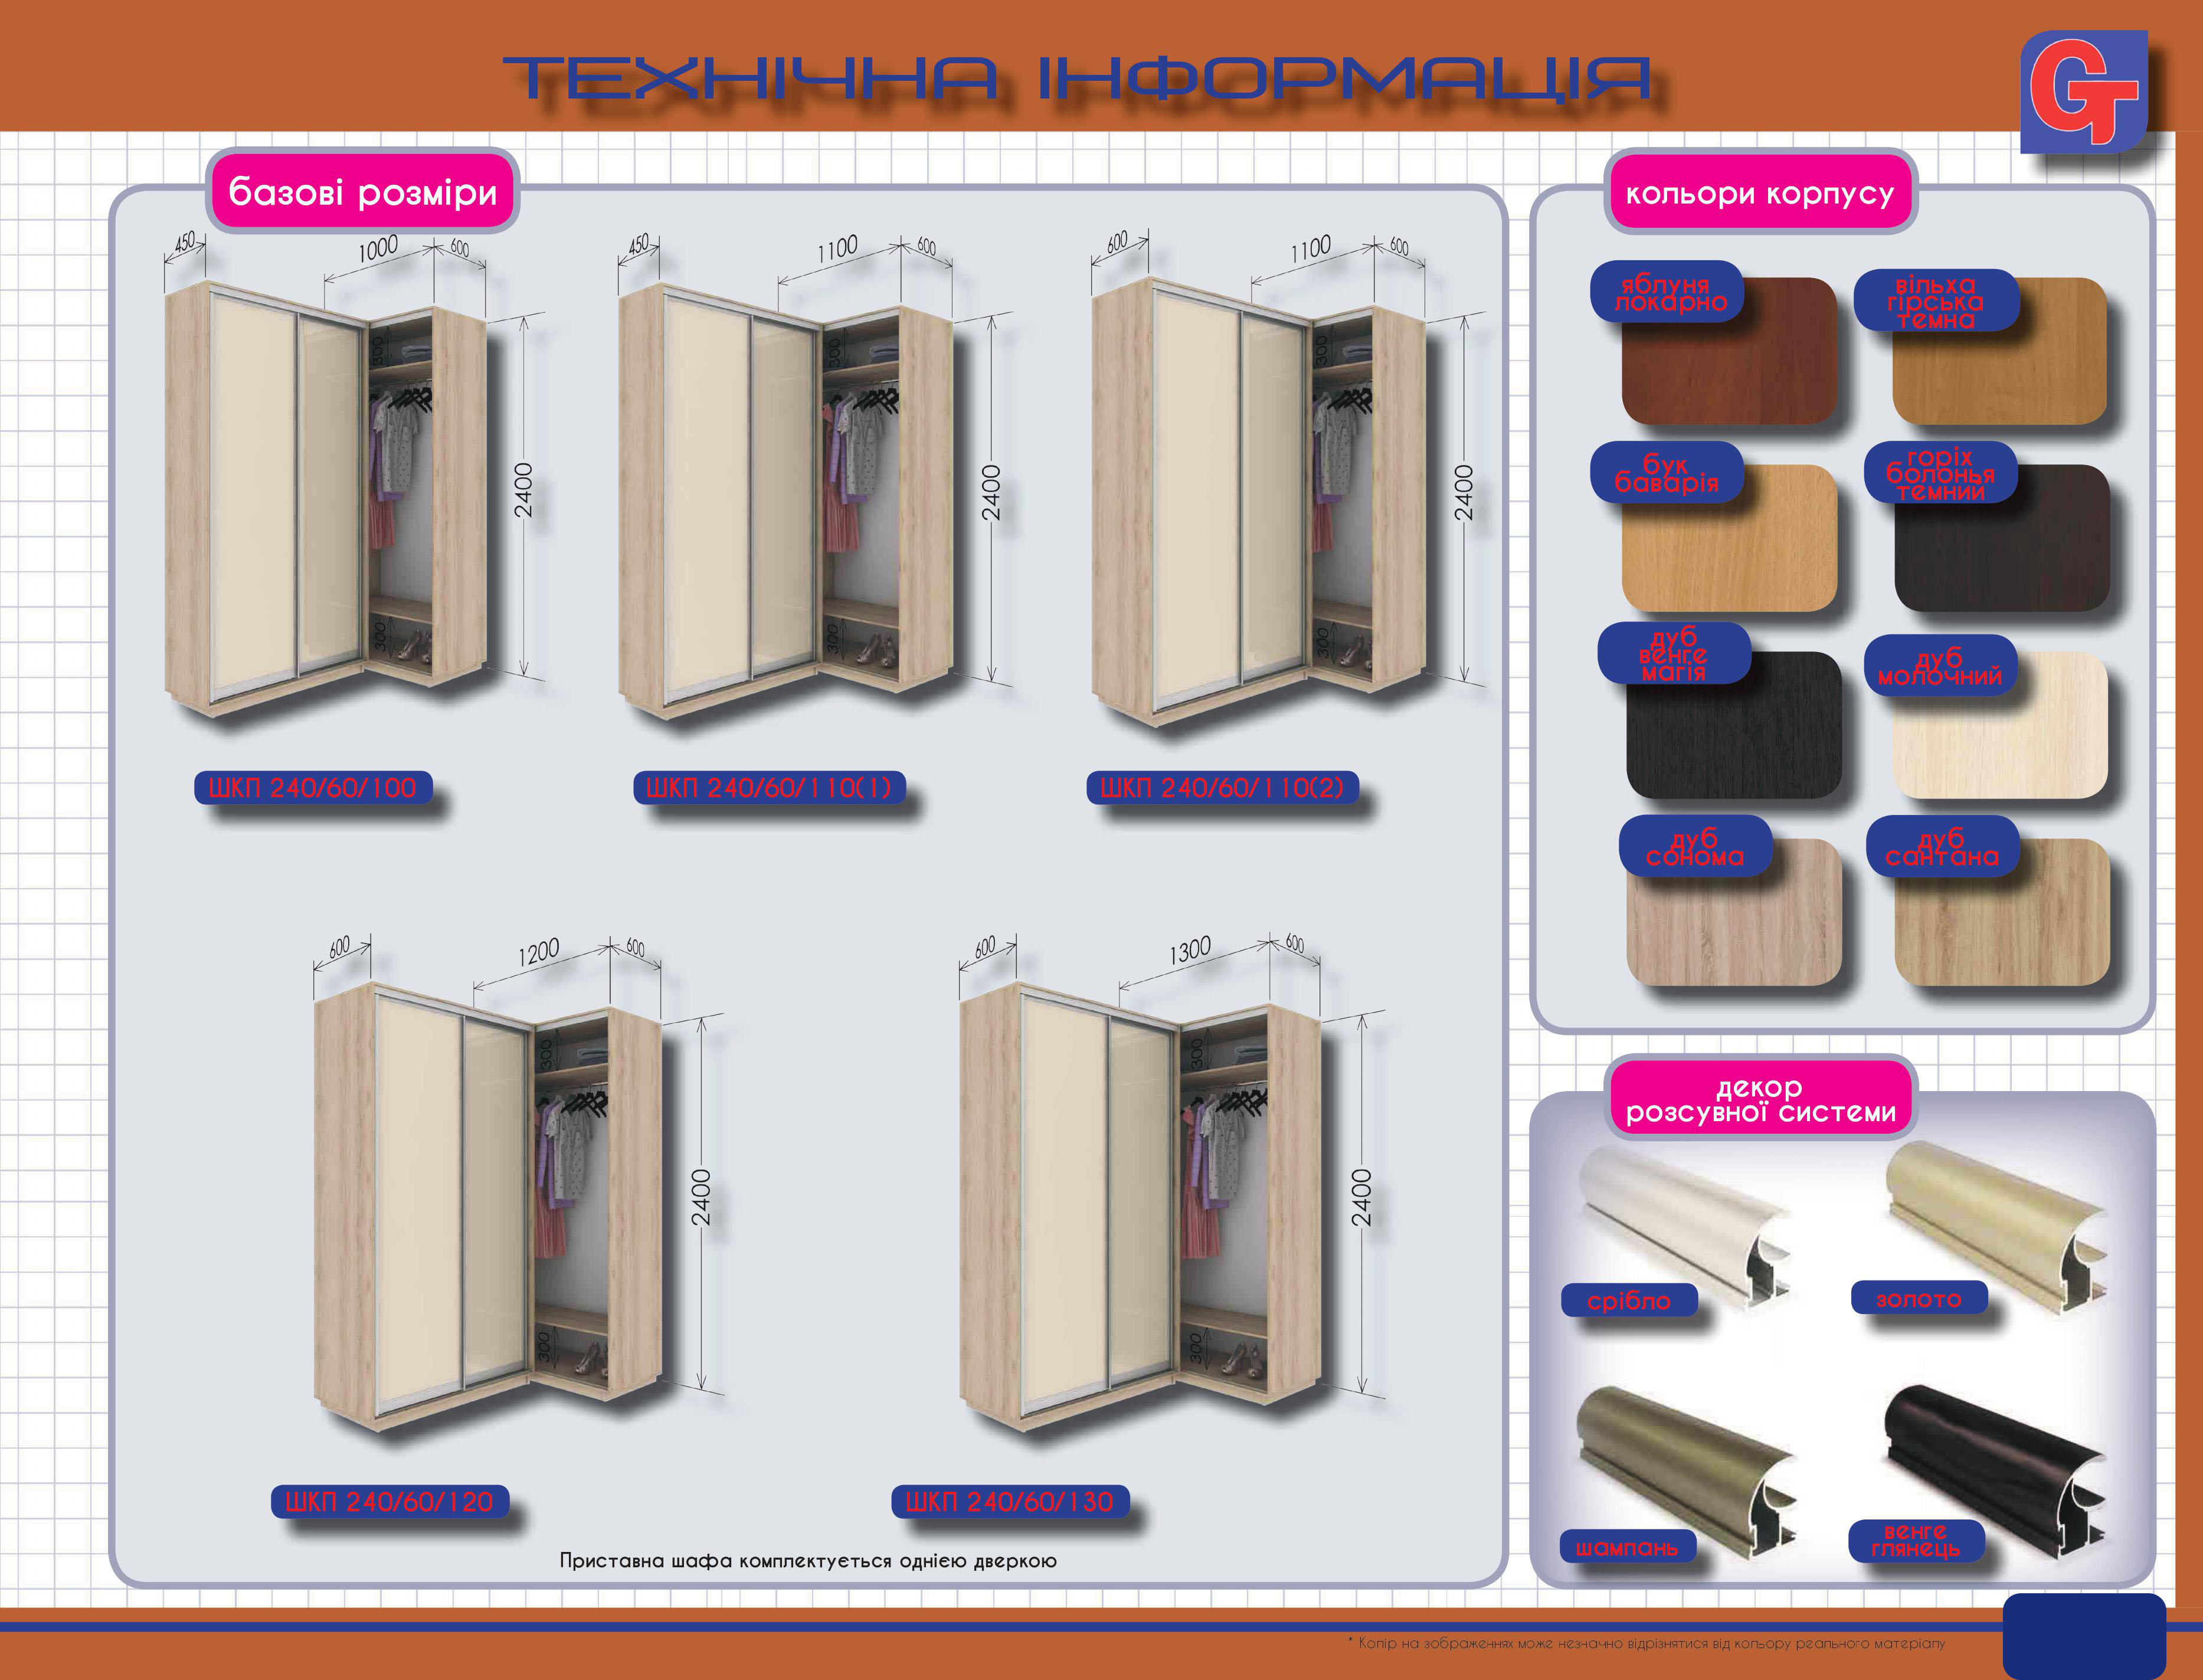 ТЕХНІЧНА ІНФОРМАЦІЯ
GT
базові розміри
450 1000 600
300
2400
300
ШКП 240/60/100
450 1100 600
300
2400
300
ШКП 240/60/110(1)
600 1100 600
300
2400
300
ШКП 240/60/110(2)
600 1200 600
300
2400
300
ШКП 240/60/120
600 1300 600
300
2400
300
ШКП 240/60/130
Приставна шафа комплектується однією дверкою
кольори корпусу
яблуня
локарно
вільха
гірська
темна
бук
баварія
горіх
болонья
темний
дуб
венге
магія
дуб
молочний
дуб
сонома
дуб
сантана
декор
розсувної системи
срібло
золото
шампань
венге
глянець
* Колір на зображеннях може незначно відрізнятися від кольору реального матеріалу